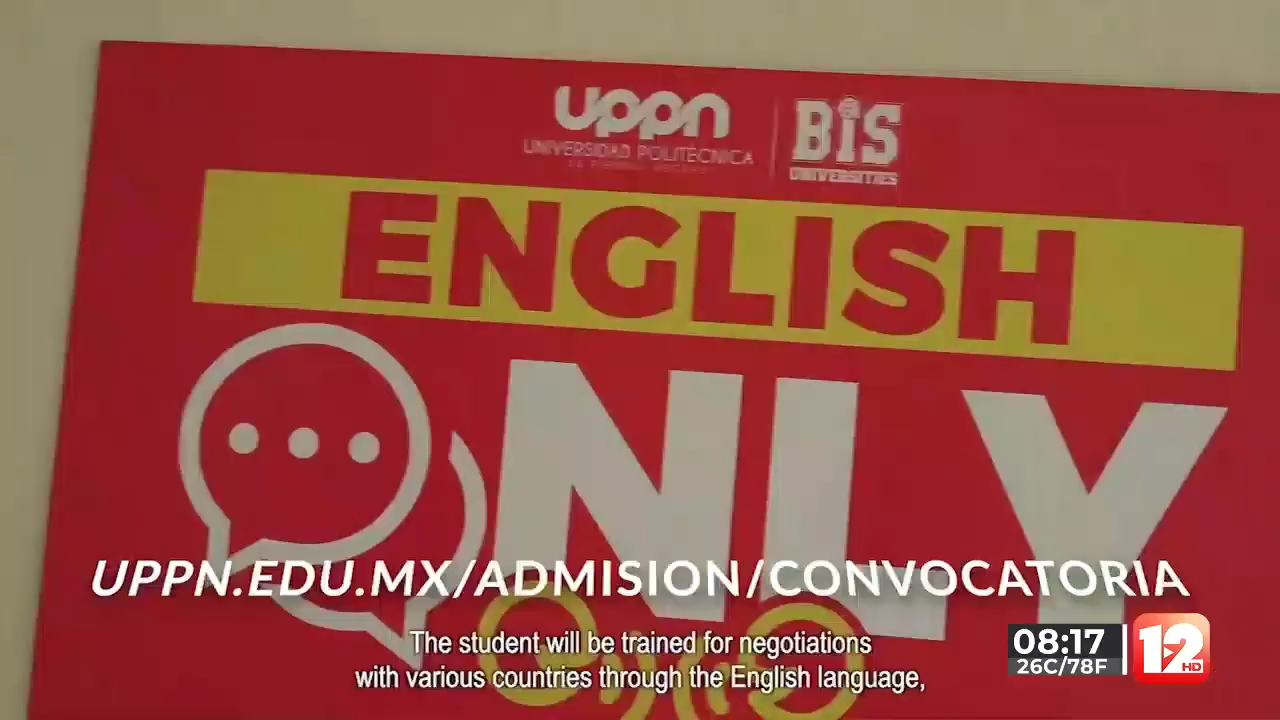 uppn
BiS
UNIVERSIDAD POLITÉCNICA
UNIVERSITIES
ENGLISH
ONLY
UPPN.EDU.MX/ADMISION/CONVOCATORIA
The student will be trained for negotiations
with various countries through the English language,
08:17
26C/78F
12
HD